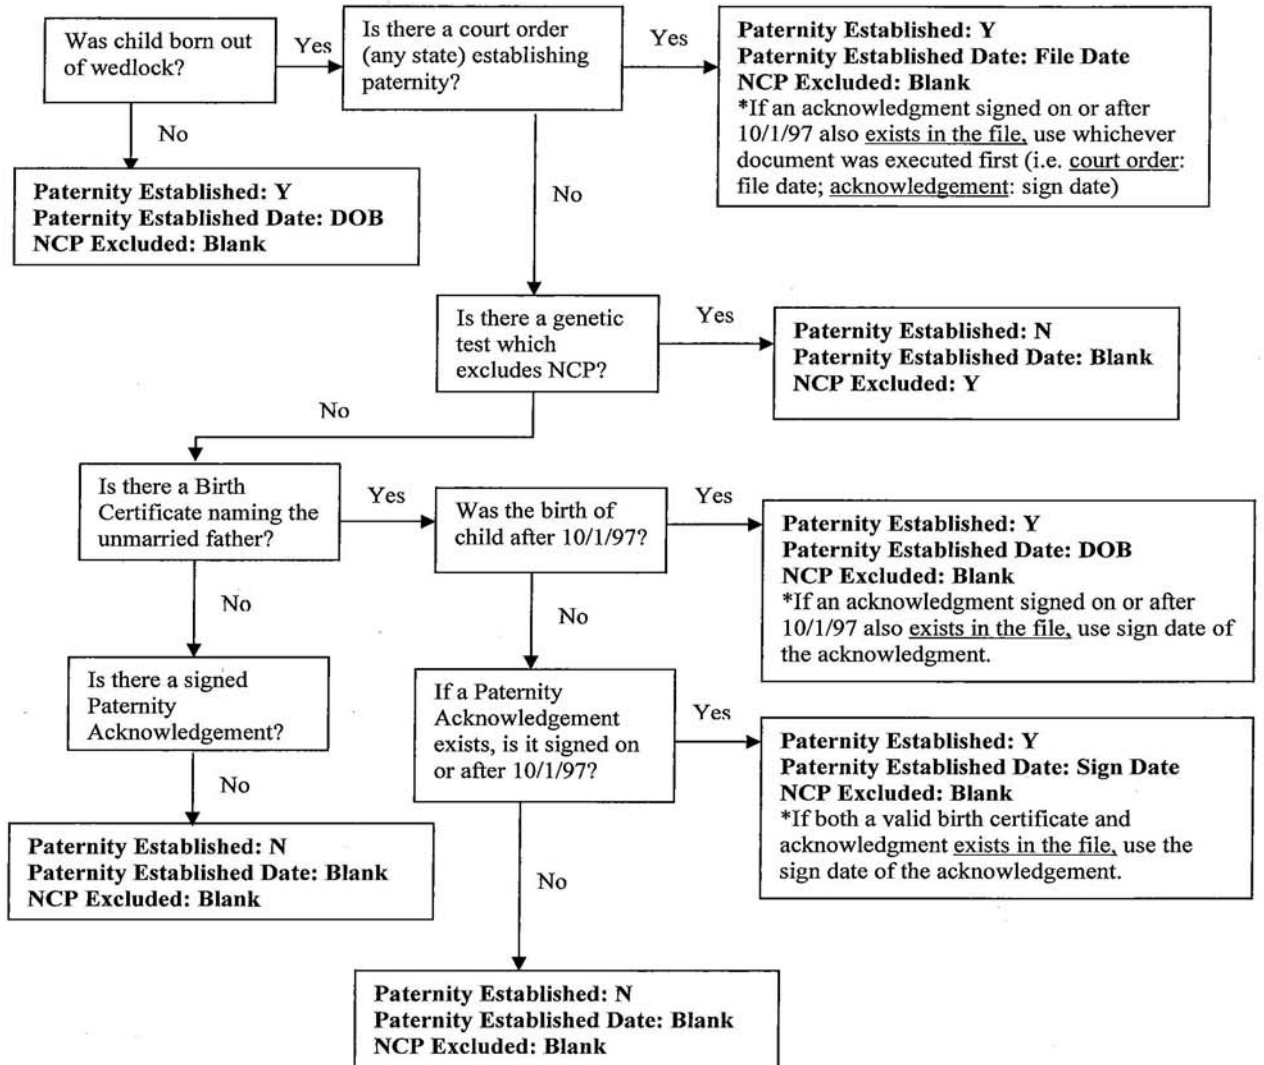 Was child born out
of wedlock?
Yes
Is there a court order
(any state) establishing
paternity?
Yes
Paternity Established: Y
Paternity Established Date: File Date
NCP Excluded: Blank
*If an acknowledgment signed on or after
10/1/97 also exists in the file, use whichever
document was executed first (i.e. court order:
file date; acknowledgement: sign date)
No
Paternity Established: Y
Paternity Established Date: DOB
NCP Excluded: Blank
No
Is there a genetic
test which
excludes NCP?
Yes
Paternity Established: N
Paternity Established Date: Blank
NCP Excluded: Y
No
Is there a Birth
Certificate naming the
unmarried father?
Yes
Was the birth of
child after 10/1/97?
Yes
Paternity Established: Y
Paternity Established Date: DOB
NCP Excluded: Blank
*If an acknowledgment signed on or after
10/1/97 also exists in the file, use sign date of
the acknowledgment.
No
No
Is there a signed
Paternity
Acknowledgement?
If a Paternity
Acknowledgement
exists, is it signed on
or after 10/1/97?
Yes
Paternity Established: Y
Paternity Established Date: Sign Date
NCP Excluded: Blank
*If both a valid birth certificate and
acknowledgment exists in the file, use the
sign date of the acknowledgement.
No
Paternity Established: N
Paternity Established Date: Blank
NCP Excluded: Blank
No
Paternity Established: N
Paternity Established Date: Blank
NCP Excluded: Blank